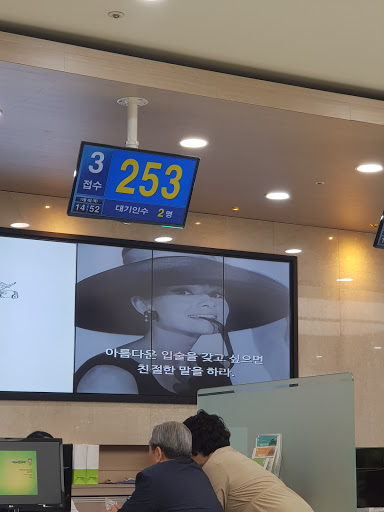 3
접수
253
14:52
대기인수 2명
아름다운 입술을 갖고 싶으면
친절한 말을 하라.